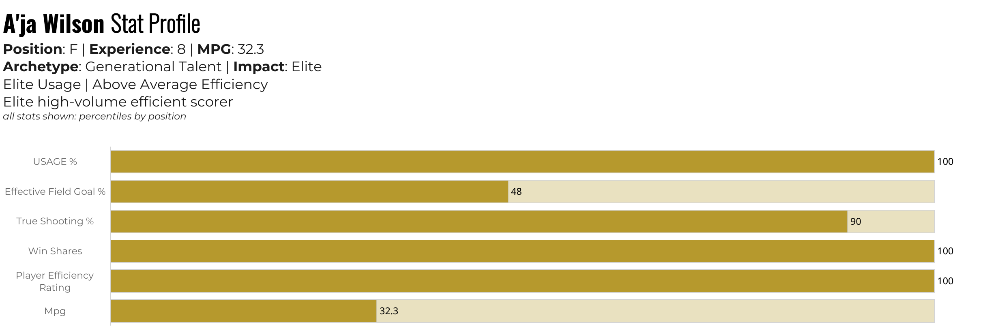 A'ja Wilson Stat Profile
Position: F | Experience: 8 | MPG: 32.3
Archetype: Generational Talent | Impact: Elite
Elite Usage | Above Average Efficiency
Elite high-volume efficient scorer
all stats shown: percentiles by position
USAGE % 100
Effective Field Goal % 48
True Shooting % 90
Win Shares 100
Player Efficiency
Rating 100
Mpg 32.3